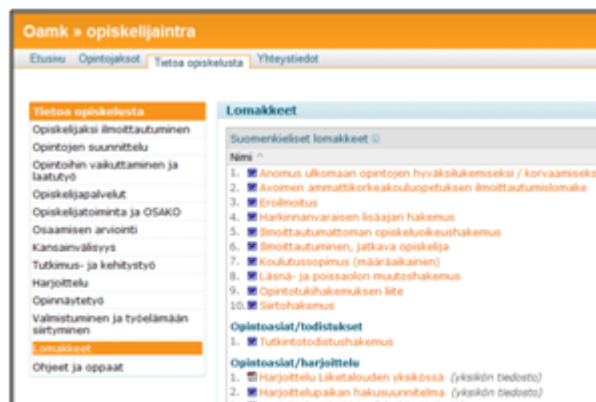 Oamk » opiskelijaintra
Etusivu Opintojaksot Tietoa opiskelusta Yhteystiedot
Tietoa opiskelusta
Opiskelijaksi ilmoittautuminen
Opintojen suunnittelu
Opintoihin vaikuttaminen ja
laatutyö
Opiskelijapalvelut
Opiskelijatoiminta ja OSAKO
Osaamisen arviointi
Kansainvälisyys
Tutkimus- ja kehitystyö
Harjoittelu
Opinnäytetyö
Valmistuminen ja työelämään
siirtyminen
Lomakkeet
Ohjeet ja oppaat
Lomakkeet
Suomenkieliset lomakkeet
Nimi
1. Anomus ulkomaan opintojen hyväksilukemiseksi / korvaamiseks
2. Avoimen ammattikorkeakouluopetuksen ilmoittautumislomake
3. Eroilmoitus
4. Harkinnanvaraisen lisäajan hakemus
5. Ilmoittautumattoman opiskeluoikeushakemus
6. Ilmoittautuminen, jatkava opiskelija
7. Koulutussopimus (määräaikainen)
8. Läsnä- ja poissaolon muutoshakemus
9. Opintotukihakemuksen liite
10. Siirtohakemus
Opintoasiat/todistukset
1. Tutkintotodistushakemus
Opintoasiat/harjoittelu
1. Harjoittelu Liiketalouden yksikössä (yksikön tiedosto)
2. Harjoittelupaikan hakusuunnitelma (yksikön tiedosto)